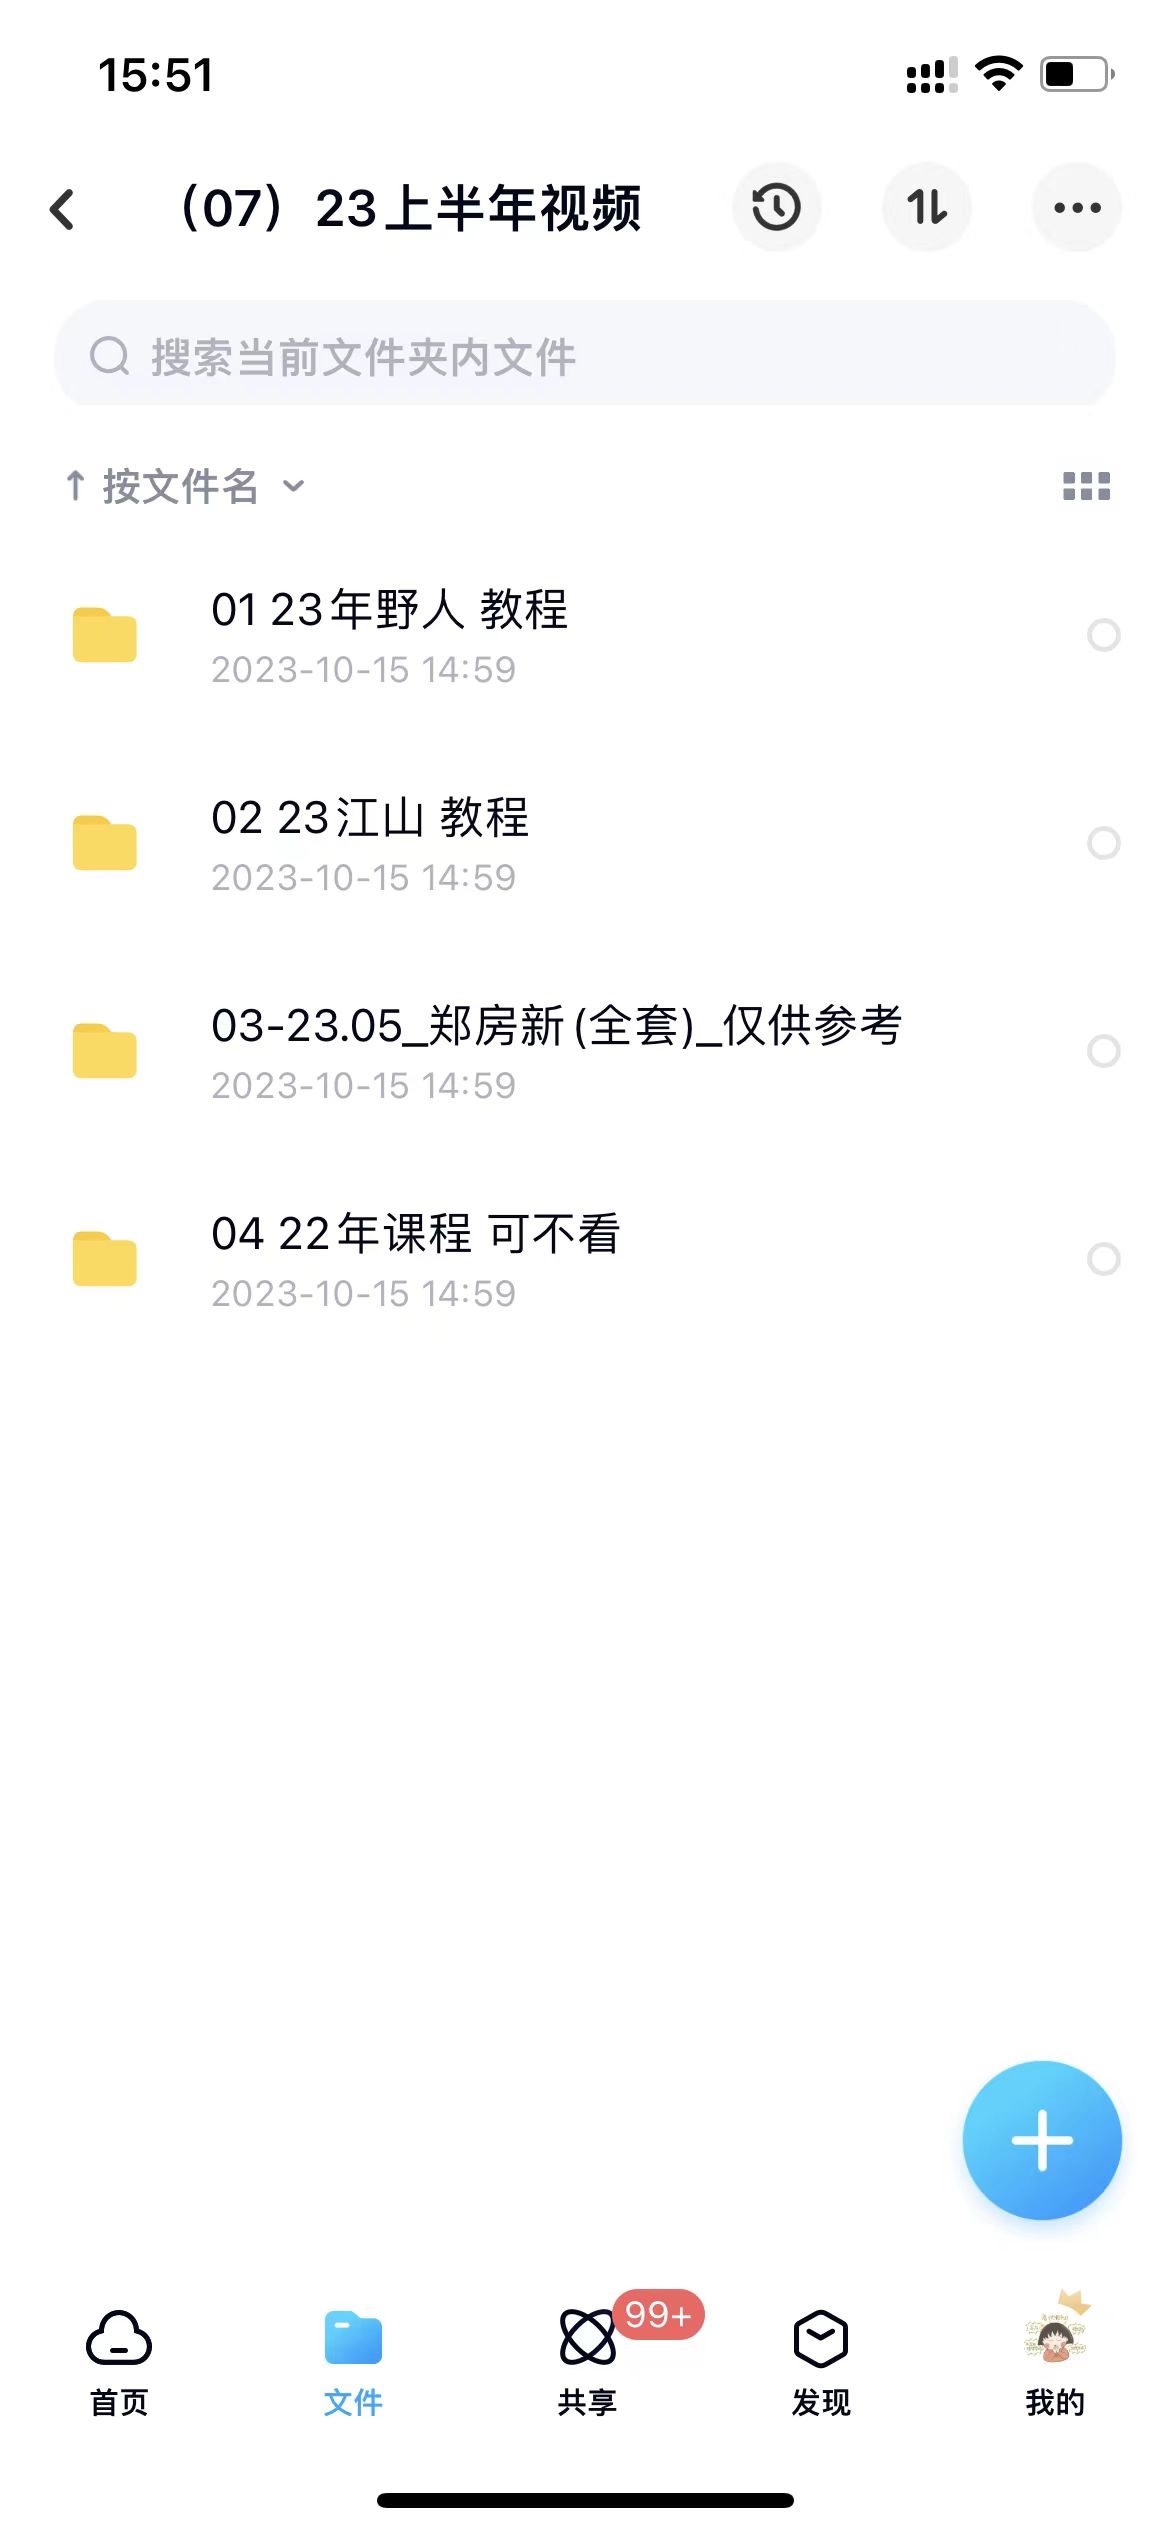 15:51
（07）23上半年视频
搜索当前文件夹内文件
按文件名
01 23年野人 教程
2023-10-15 14:59
02 23江山 教程
2023-10-15 14:59
03-23.05_郑房新(全套)_仅供参考
2023-10-15 14:59
04 22年课程 可不看
2023-10-15 14:59
99+
首页
文件
共享
发现
我的